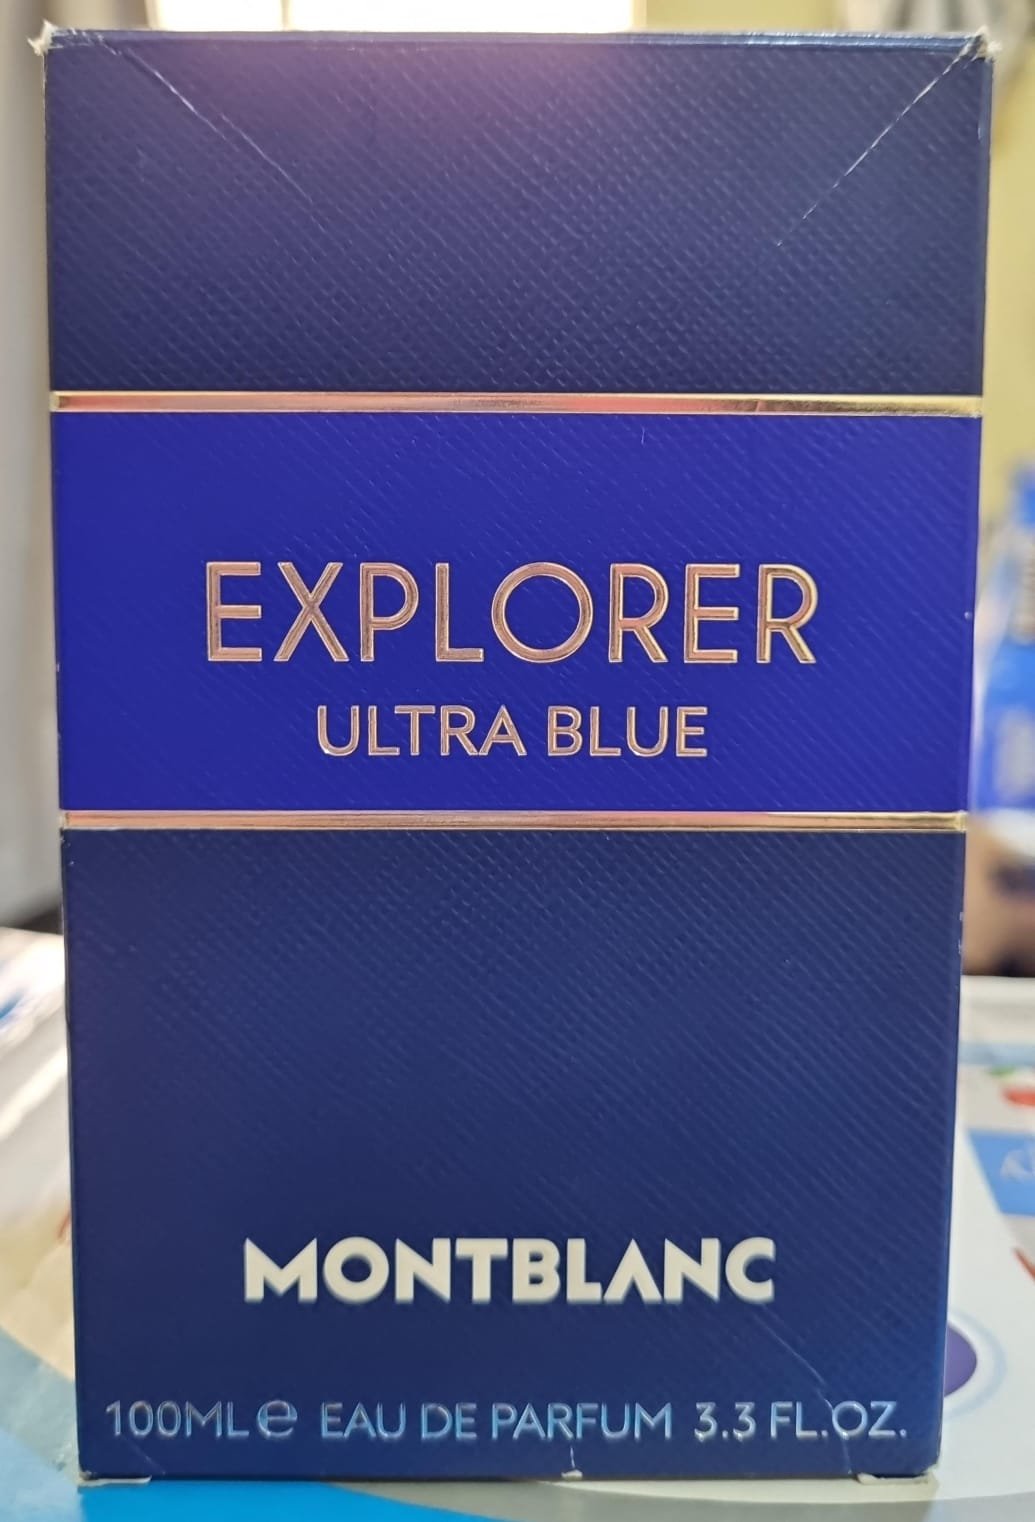 EXPLORER
ULTRA BLUE
MONTBLANC
100ML e EAU DE PARFUM 3.3 FL.OZ.